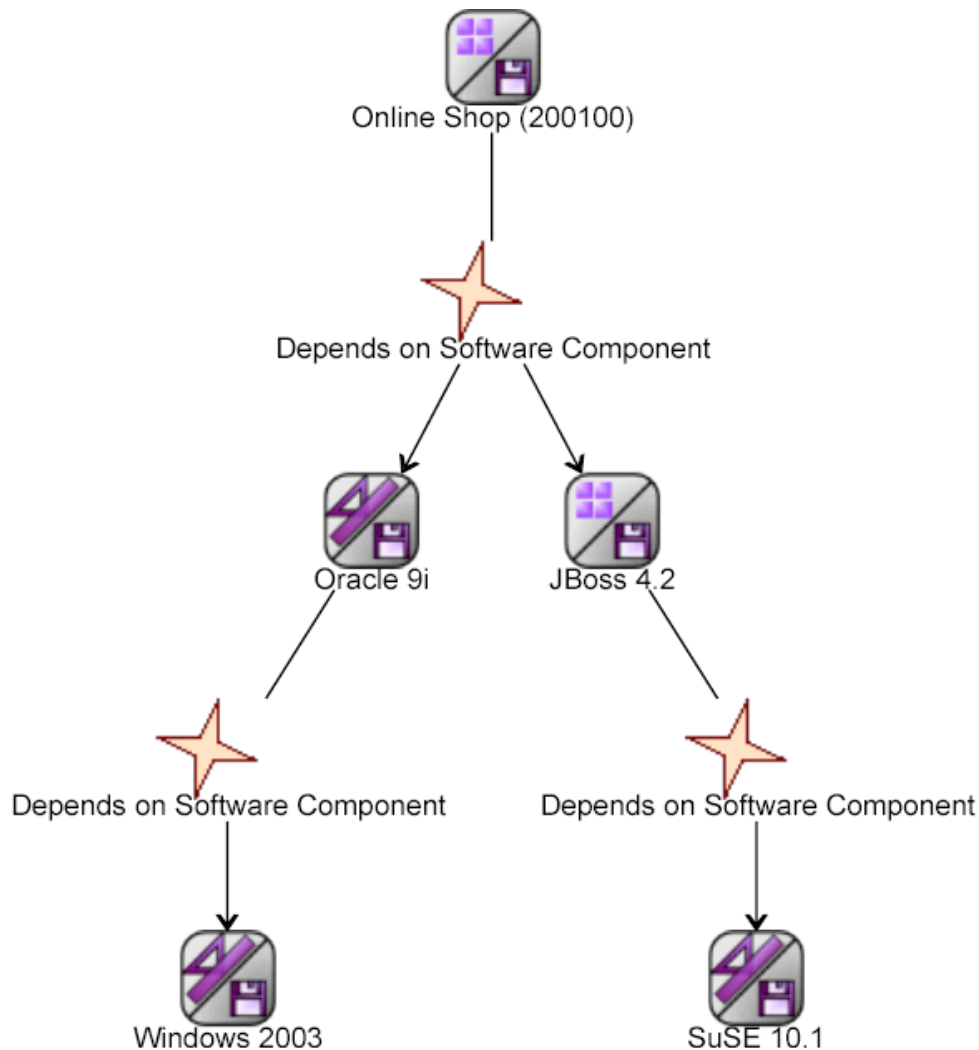 Online Shop (200100)
Depends on Software Component
Oracle 9i
JBoss 4.2
Depends on Software Component
Depends on Software Component
Windows 2003
SuSE 10.1